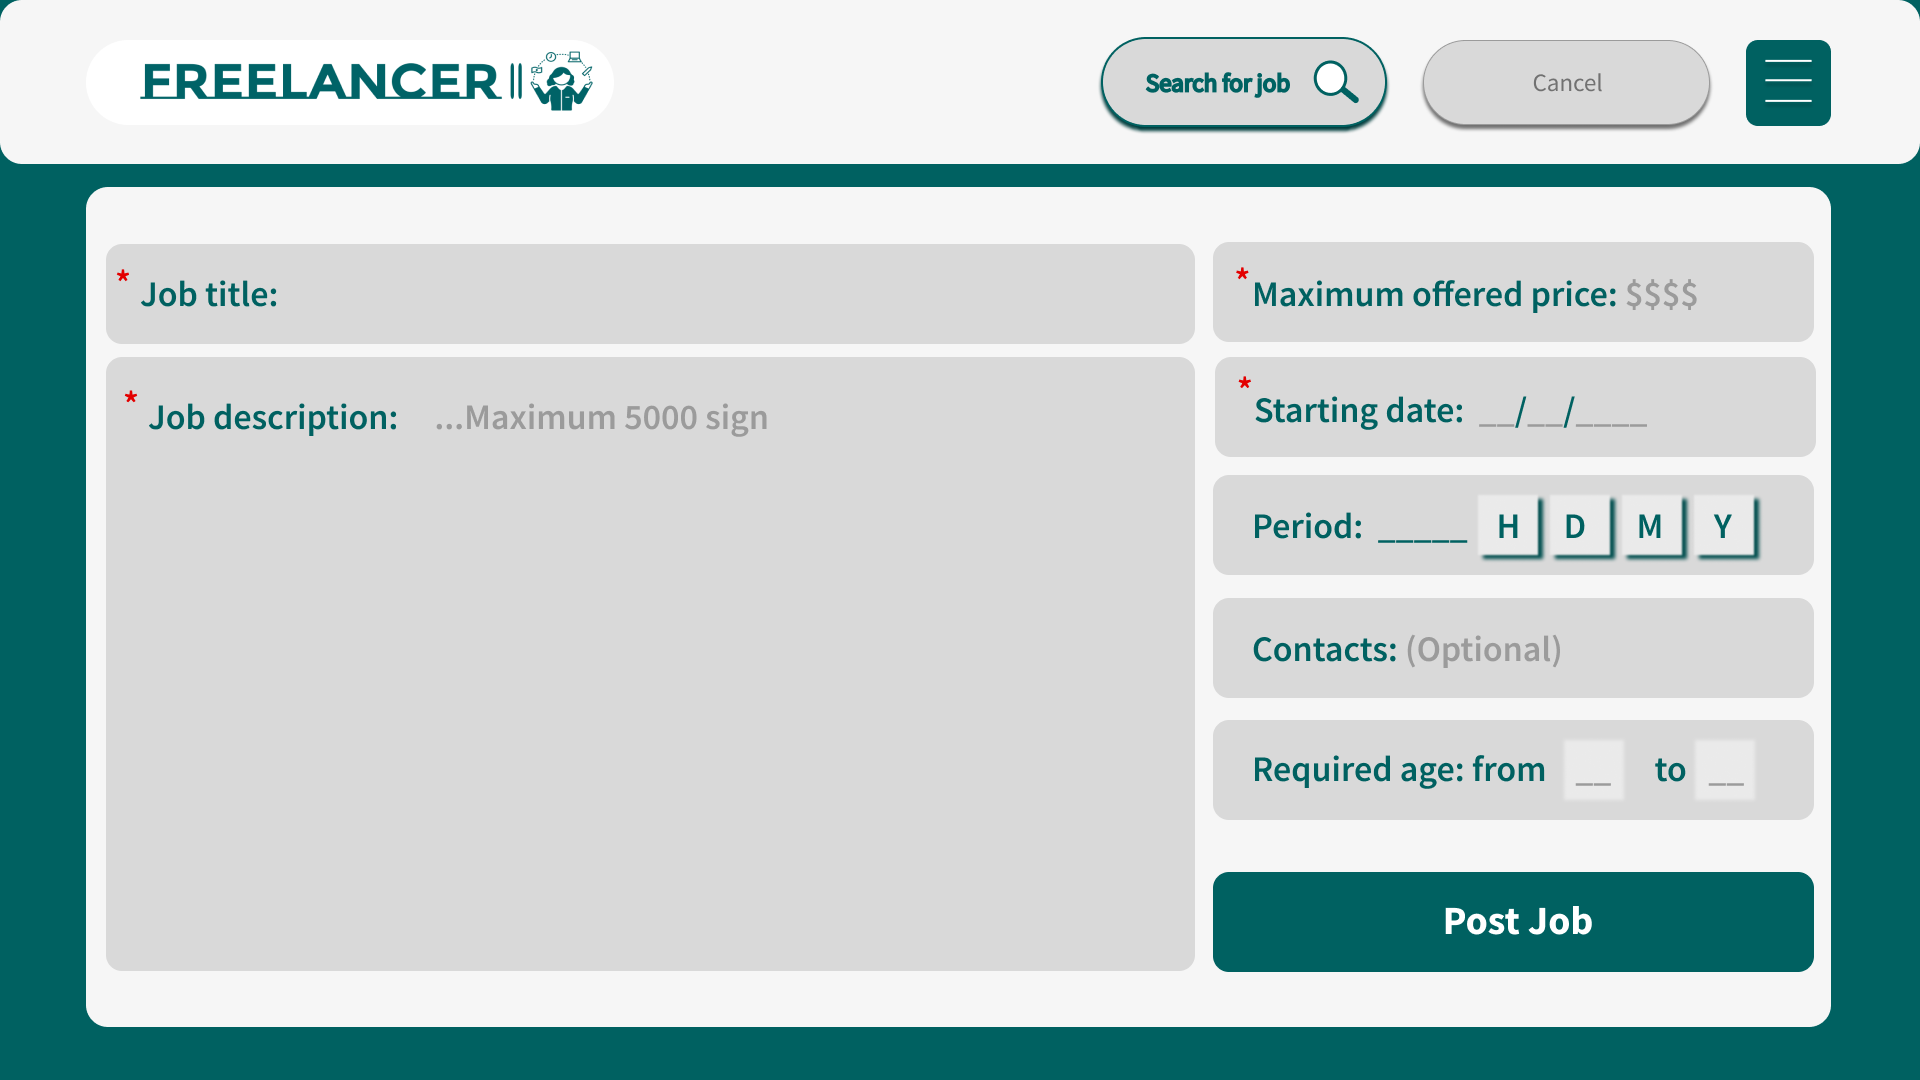 FREELANCER
Search for job
Cancel
* Job title:
* Job description: ...Maximum 5000 sign
* Maximum offered price: $$$$
* Starting date: __/__/____
Period: _____ H D M Y
Contacts: (Optional)
Required age: from __ to __
Post Job